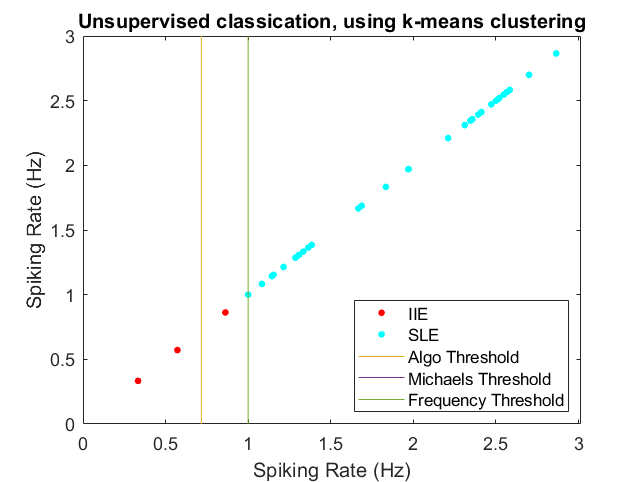 Unsupervised classication, using k-means clustering
Spiking Rate (Hz)
3
2.5
2
1.5
1
0.5
0
0
0.5
1
1.5
2
2.5
3
Spiking Rate (Hz)
IIE
SLE
Algo Threshold
Michaels Threshold
Frequency Threshold